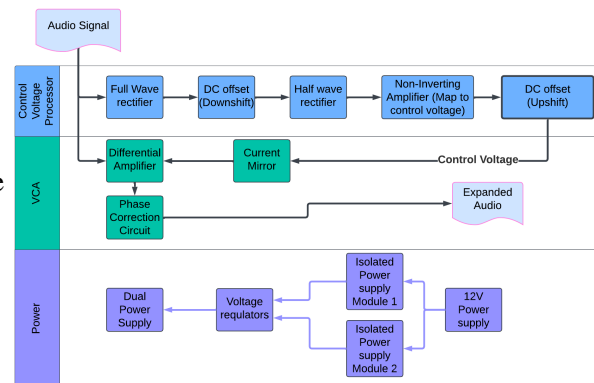 Audio Signal
Control
Voltage
Processor
Full Wave
rectifier
DC offset
(Downshift)
Half wave
rectifier
Non-Inverting
Amplifier (Map to
control voltage)
DC offset
(Upshift)
VCA
Differential
Amplifier
Current
Mirror
Control Voltage
Phase
Correction
Circuit
Expanded
Audio
Power
Dual
Power
Supply
Voltage
requlators
Isolated
Power
supply
Module 1
Isolated
Power
supply
Module 2
12V
Power
supply